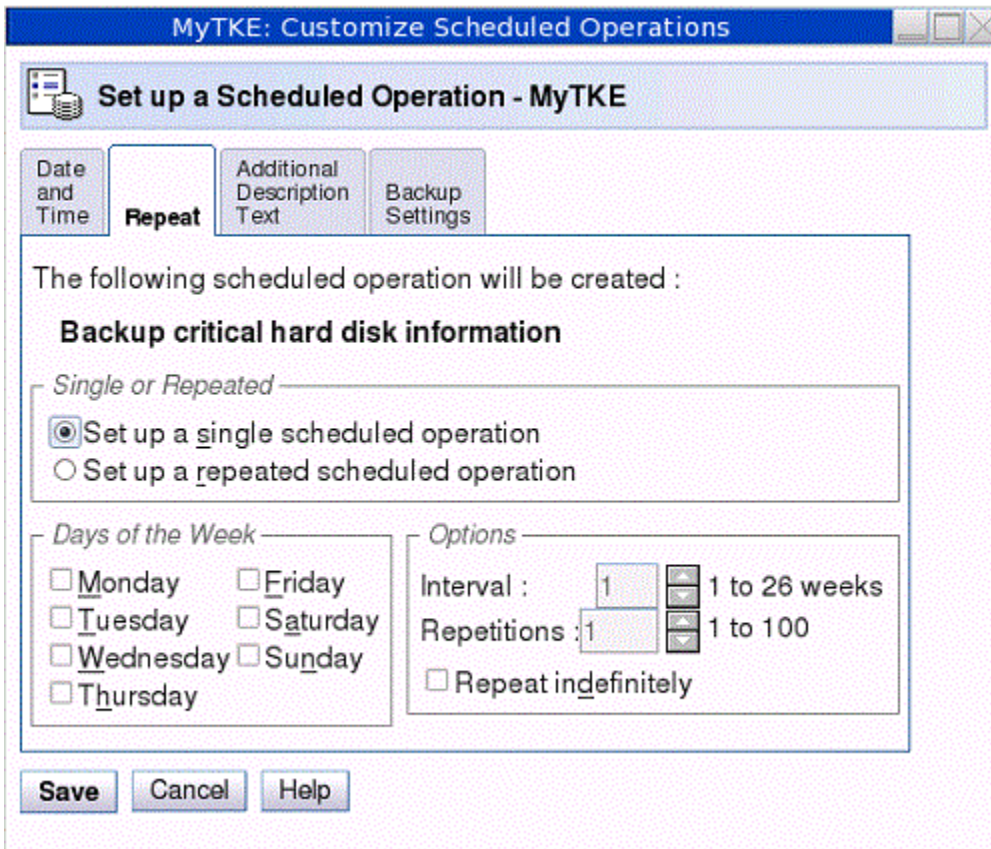 MyTKE: Customize Scheduled Operations
Set up a Scheduled Operation - MyTKE
Date
and
Time
Repeat
Additional
Description
Text
Backup
Settings
The following scheduled operation will be created :
Backup critical hard disk information
Single or Repeated
Set up a single scheduled operation
Set up a repeated scheduled operation
Days of the Week
Monday Friday
Tuesday Saturday
Wednesday Sunday
Thursday
Options
Interval : 1 1 to 26 weeks
Repetitions : 1 1 to 100
Repeat indefinitely
Save Cancel Help